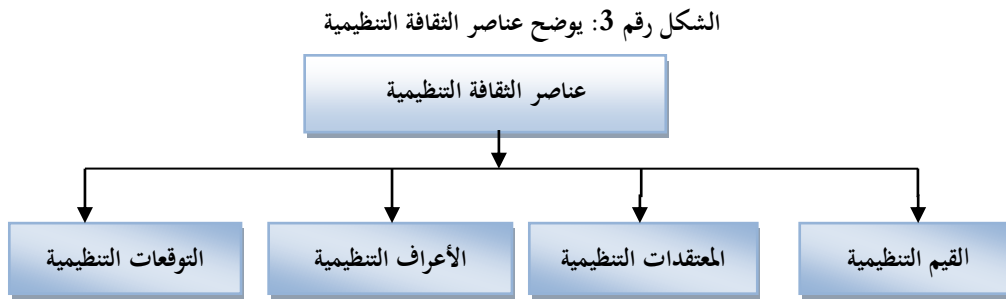 الشكل رقم 3: يوضح عناصر الثقافة التنظيمية
عناصر الثقافة التنظيمية
القيم التنظيمية
المعتقدات التنظيمية
الأعراف التنظيمية
التوقعات التنظيمية